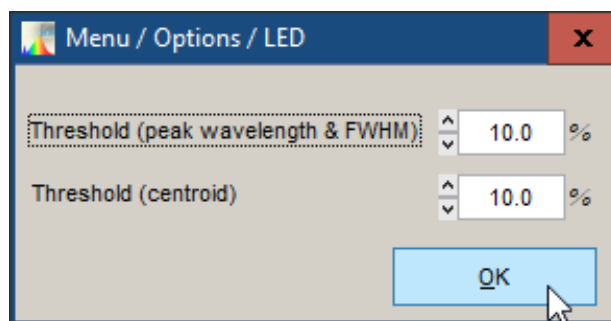 Menu / Options / LED
x
Threshold (peak wavelength & FWHM) 10.0 %
Threshold (centroid) 10.0 %
OK